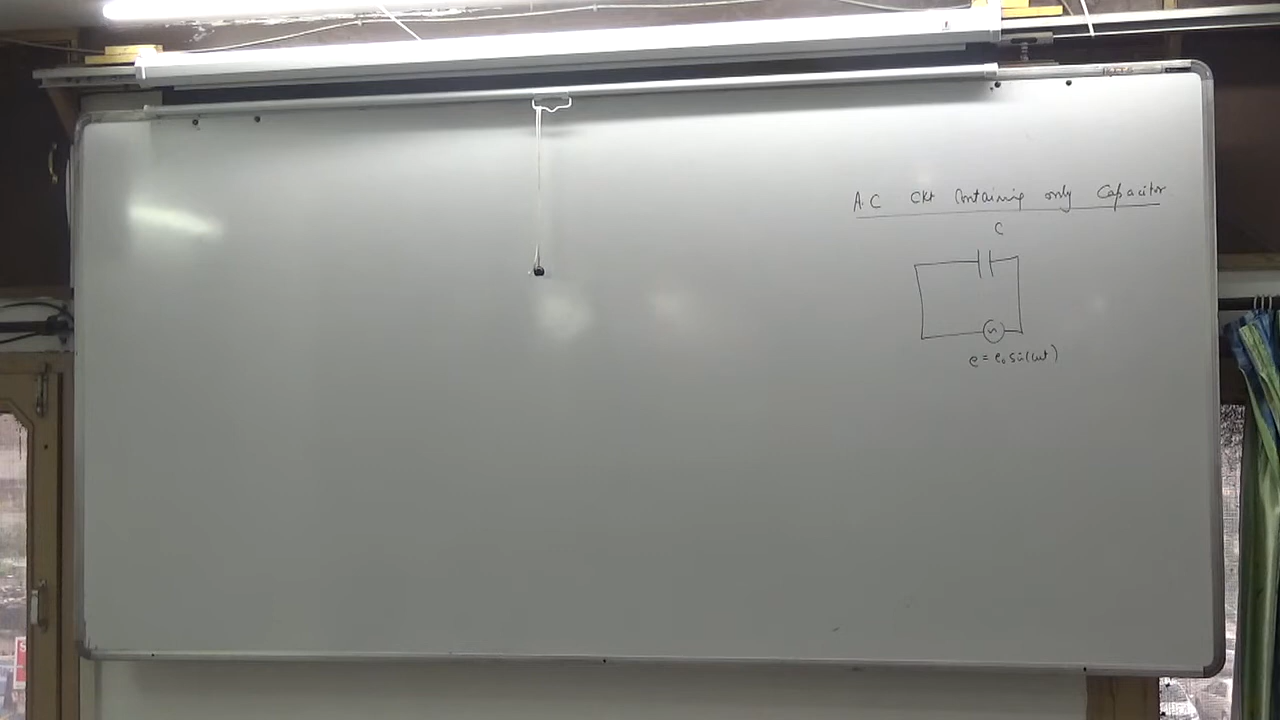 A.C Ckt Containing only Capacitor
C
e = e₀ sin(ωt)